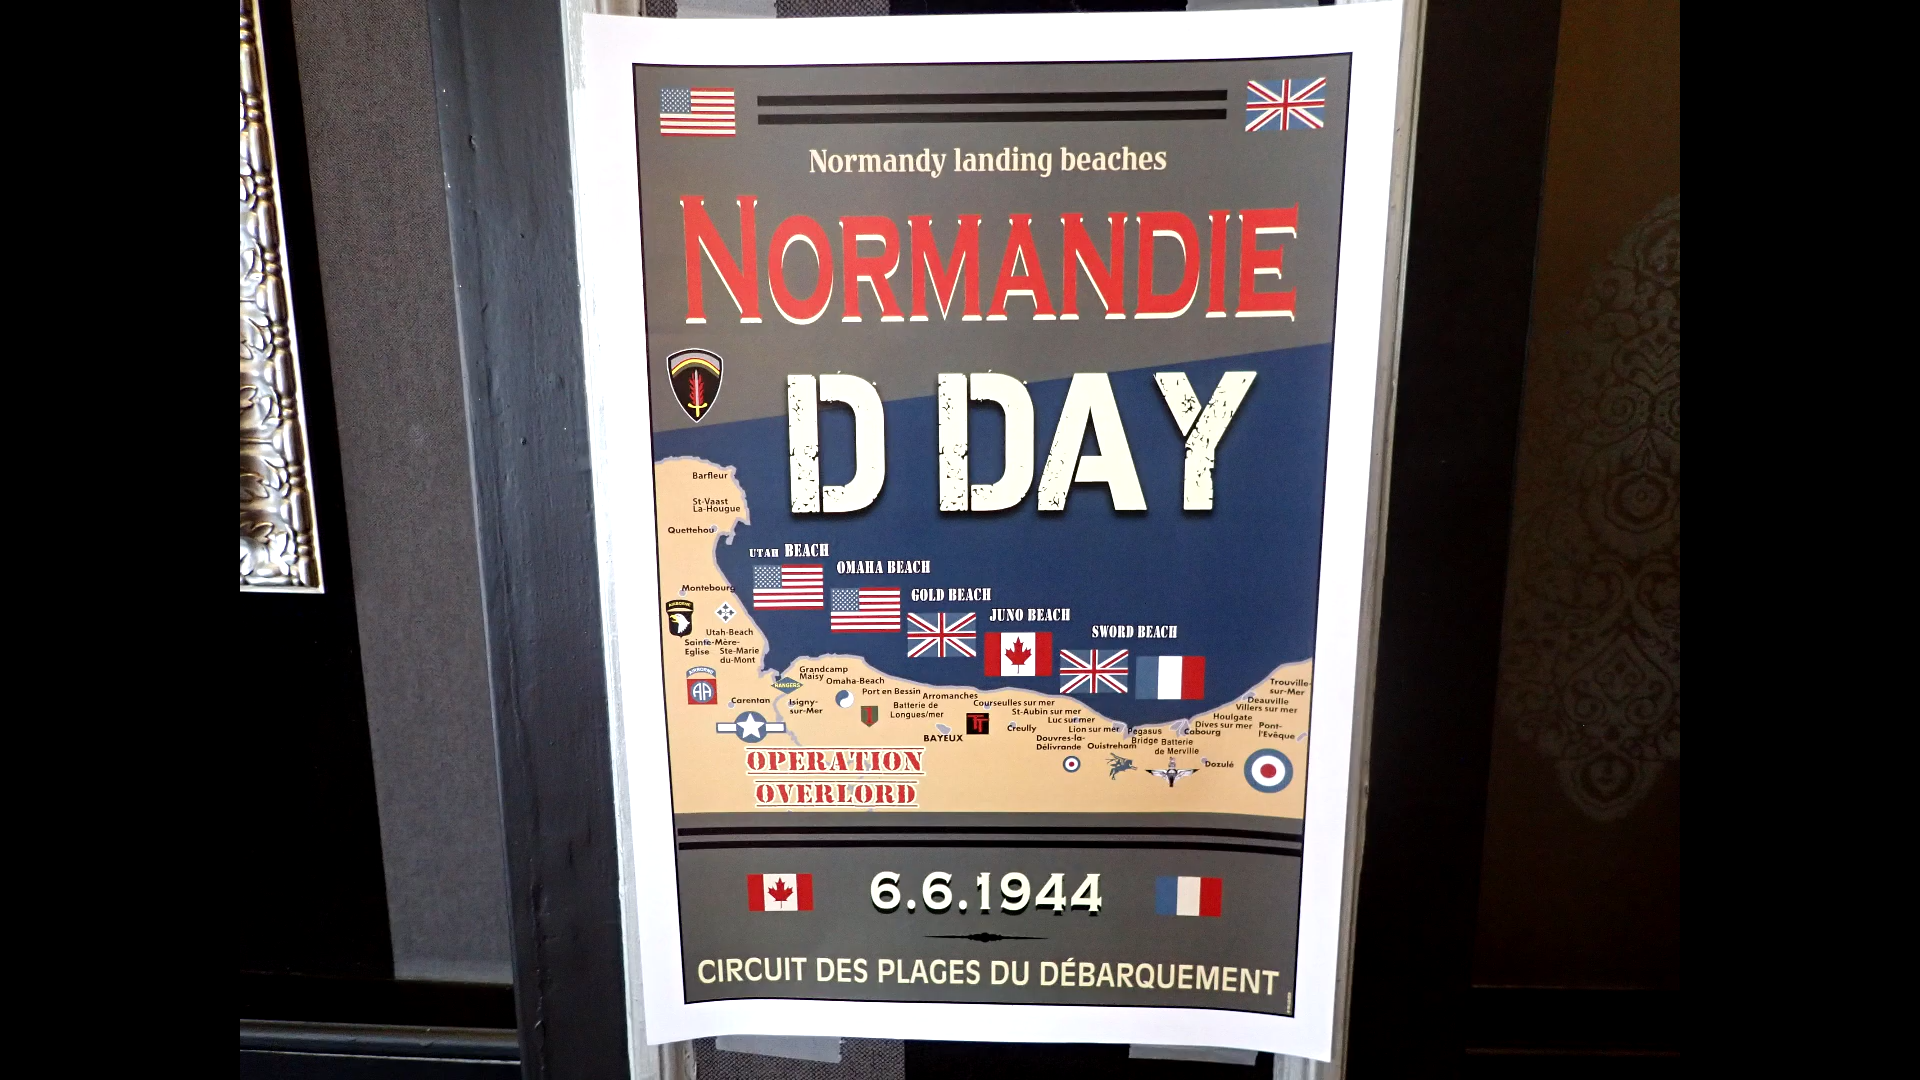 Normandy landing beaches
NORMANDIE
D DAY
Barfleur
St-Vaast
La-Hougue
Quettehou
UTAH BEACH
OMAHA BEACH
GOLD BEACH
JUNO BEACH
SWORD BEACH
Montebourg
AIRBORNE
Utah-Beach
Sainte-Mère-
Eglise
Ste-Marie
du-Mont
AIRBORNE
AA
Carentan
Grandcamp
Maisy
RANGERS
Isigny-
sur-Mer
Omaha-Beach
Port en Bessin
Batterie de
Longues/mer
Arromanches
BAYEUX
TT
Courseulles sur mer
St-Aubin sur mer
Luc sur mer
Lion sur mer
Creully
Douvres-la-
Délivrande
Ouistreham
Pegasus
Bridge
Batterie
de Merville
Cabourg
Dives sur mer
Houlgate
Villers sur mer
Deauville
Trouville-
sur-Mer
Pont-
l'Evêque
Dozulé
OPERATION
OVERLORD
6.6.1944
CIRCUIT DES PLAGES DU DÉBARQUEMENT